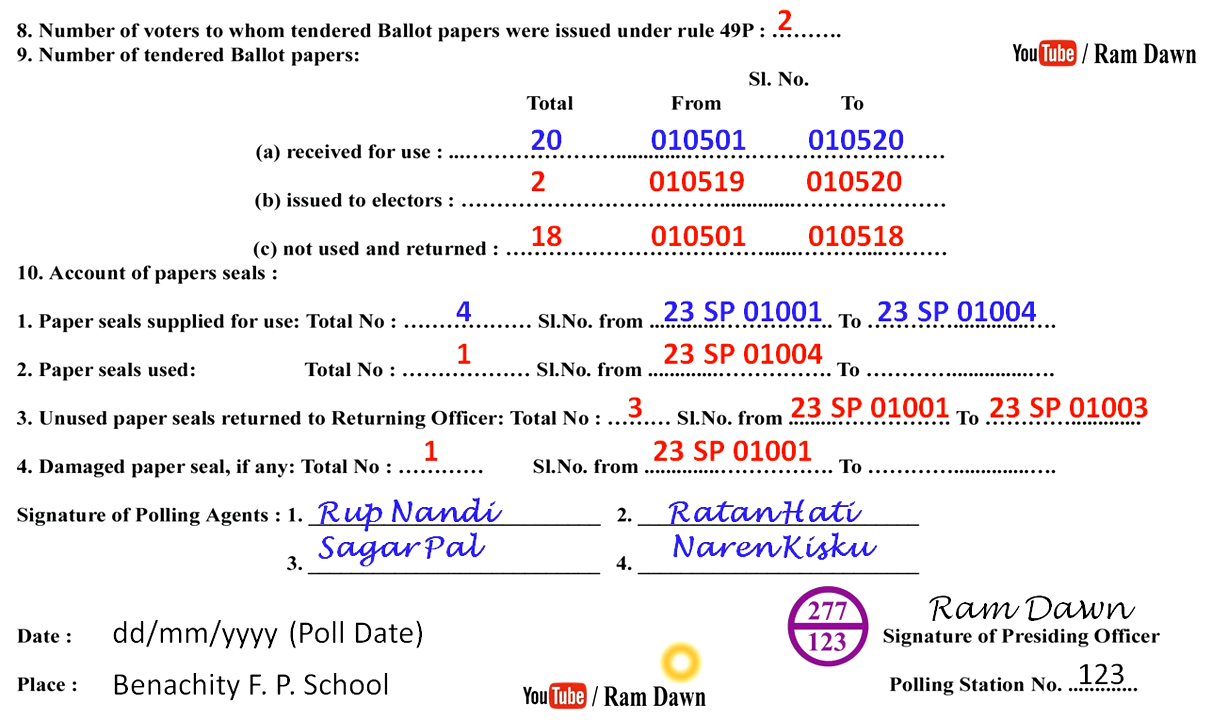 8. Number of voters to whom tendered Ballot papers were issued under rule 49P : ...2.......
9. Number of tendered Ballot papers:
YouTube / Ram Dawn
Sl. No.
Total From To
(a) received for use : 20 010501 010520
(b) issued to electors : 2 010519 010520
(c) not used and returned : 18 010501 010518
10. Account of papers seals :
1. Paper seals supplied for use: Total No : 4 Sl.No. from 23 SP 01001 To 23 SP 01004
2. Paper seals used: Total No : 1 Sl.No. from 23 SP 01004 To ....................
3. Unused paper seals returned to Returning Officer: Total No : 3 Sl.No. from 23 SP 01001 To 23 SP 01003
4. Damaged paper seal, if any: Total No : 1 Sl.No. from 23 SP 01001 To ....................
Signature of Polling Agents : 1. Rup Nandi 2. Ratan Hati
3. Sagar Pal 4. Naren Kisku
277
123
Ram Dawn
Date : dd/mm/yyyy (Poll Date) Signature of Presiding Officer
Place : Benachity F. P. School YouTube / Ram Dawn Polling Station No. 123